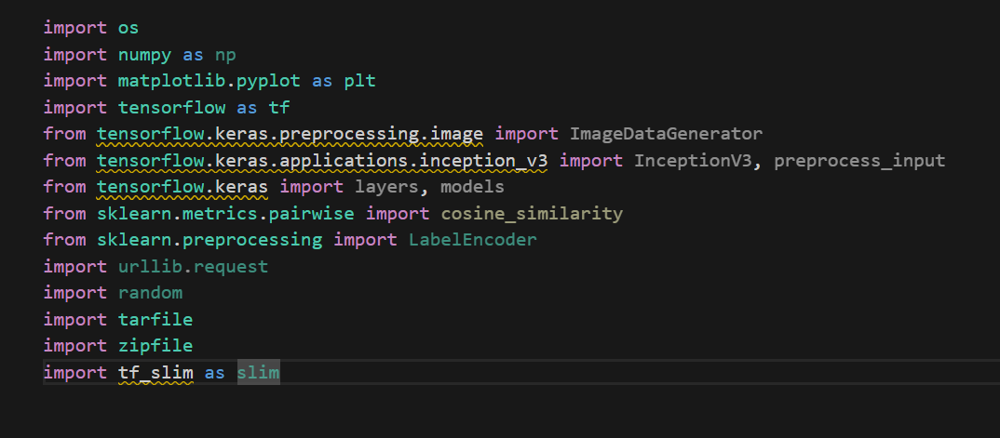 import os
import numpy as np
import matplotlib.pyplot as plt
import tensorflow as tf
from tensorflow.keras.preprocessing.image import ImageDataGenerator
from tensorflow.keras.applications.inception_v3 import InceptionV3, preprocess_input
from tensorflow.keras import layers, models
from sklearn.metrics.pairwise import cosine_similarity
from sklearn.preprocessing import LabelEncoder
import urllib.request
import random
import tarfile
import zipfile
import tf_slim as slim